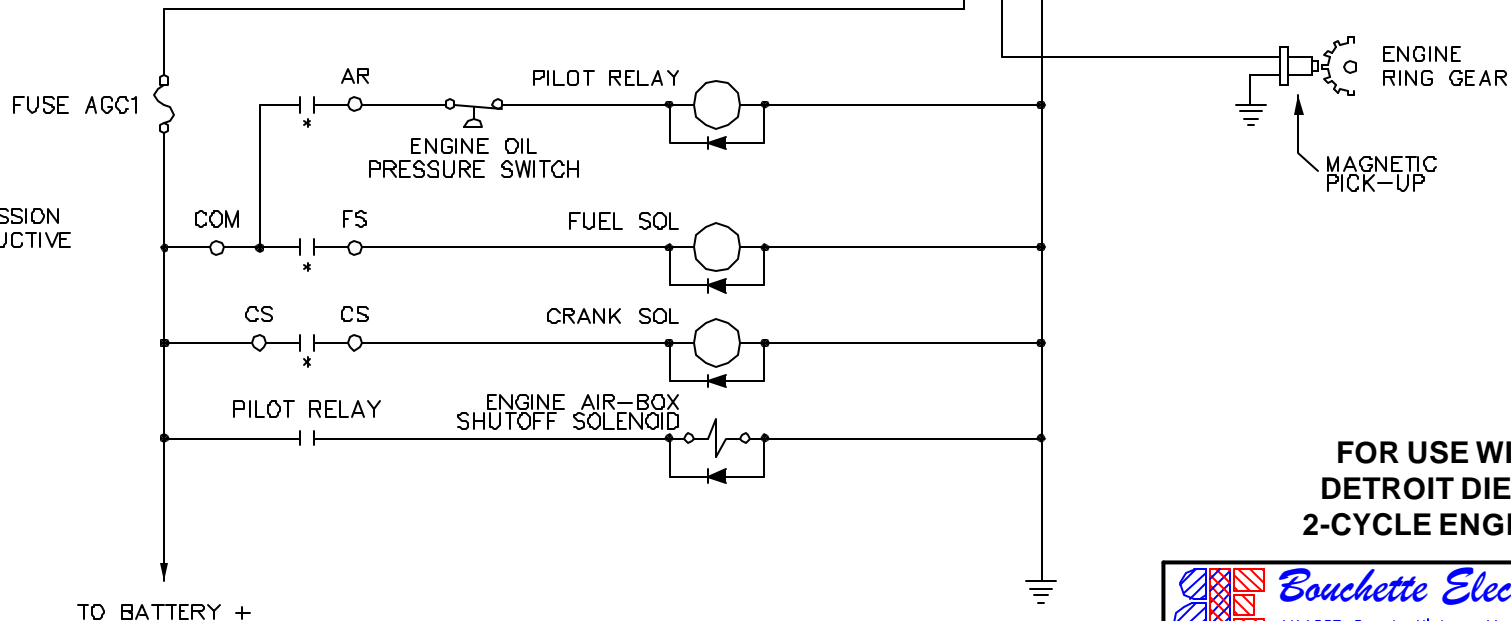 FUSE AGC1
AR
*
ENGINE OIL
PRESSURE SWITCH
PILOT RELAY
ENGINE
RING GEAR
MAGNETIC
PICK-UP
SSION
UCTIVE
COM
FS
*
FUEL SOL
CS
CS
*
CRANK SOL
PILOT RELAY
ENGINE AIR-BOX
SHUTOFF SOLENOID
TO BATTERY +
FOR USE WI
DETROIT DIE
2-CYCLE ENGI
Bouchette Elec